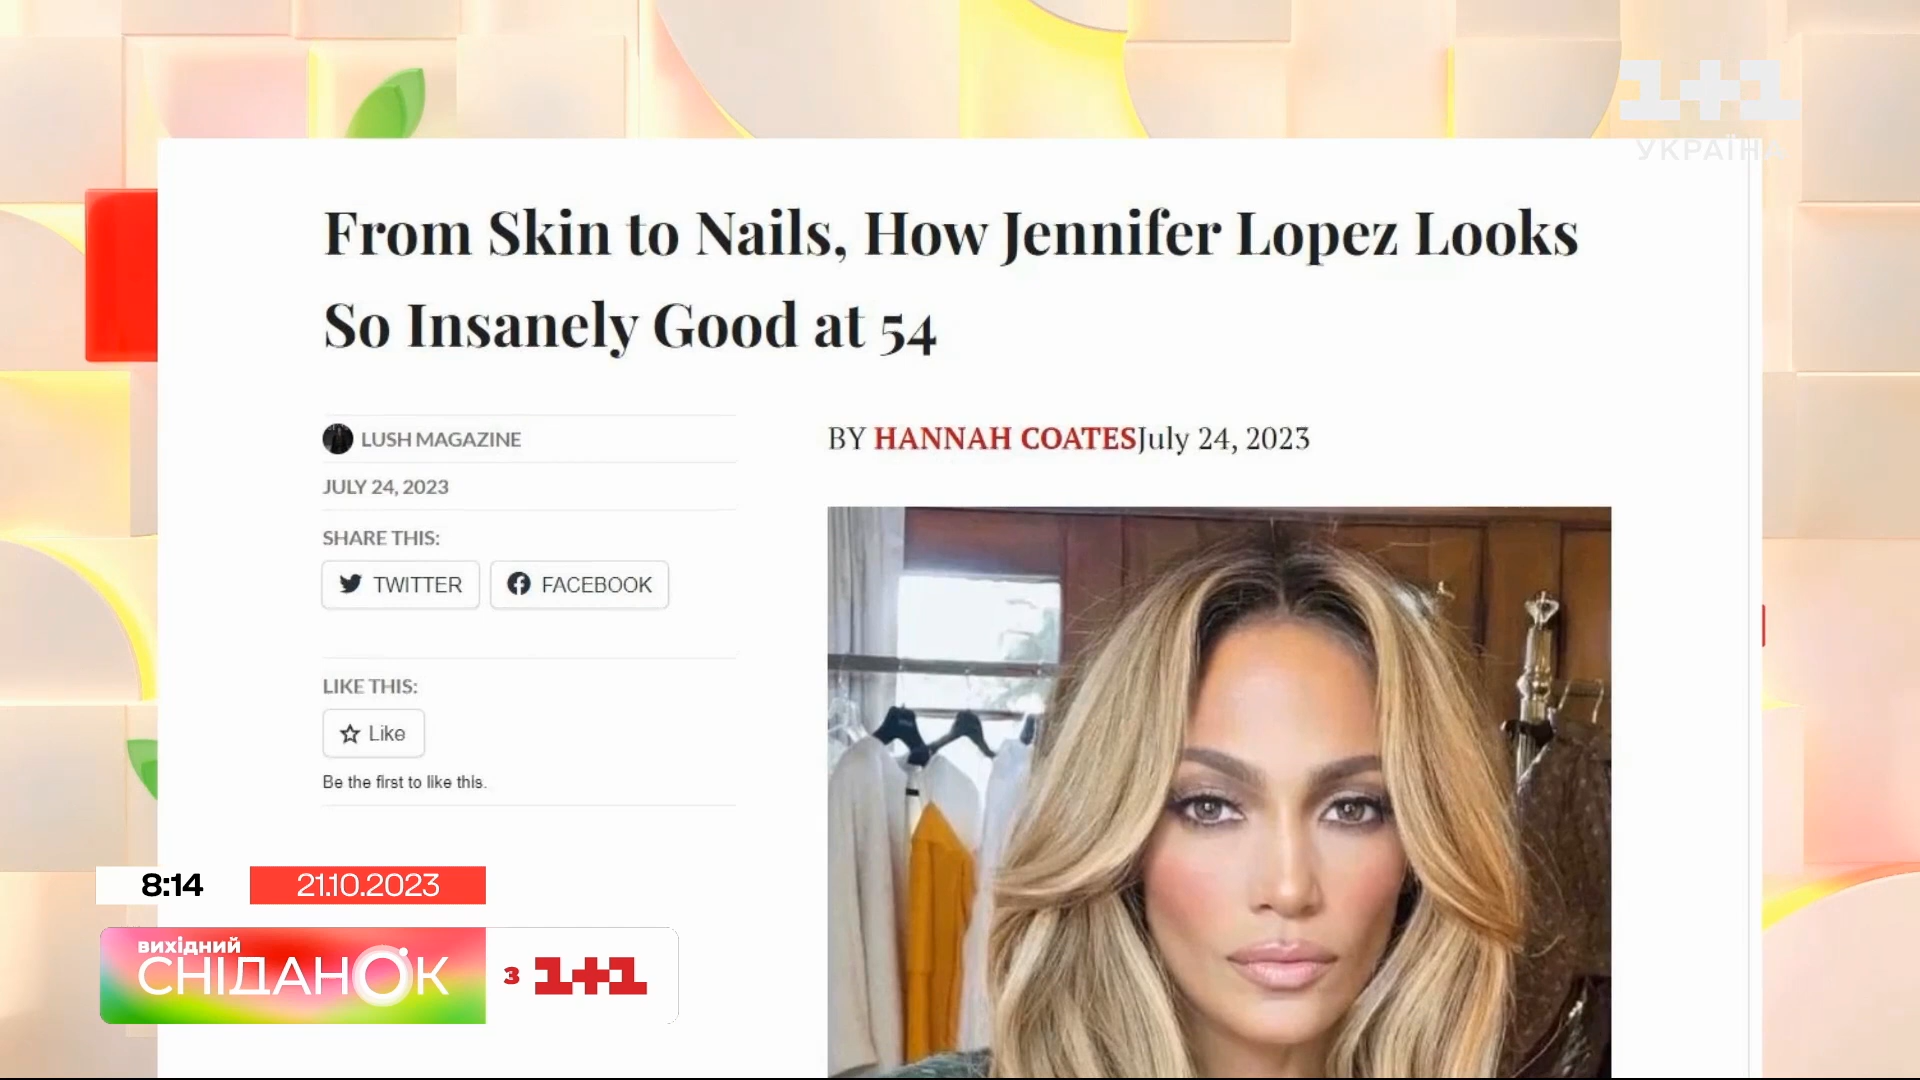 1+1
УКРАЇНА
From Skin to Nails, How Jennifer Lopez Looks
So Insanely Good at 54
LUSH MAGAZINE
JULY 24, 2023
SHARE THIS:
TWITTER
FACEBOOK
LIKE THIS:
Like
Be the first to like this.
BY HANNAH COATESJuly 24, 2023
8:14
21.10.2023
вихідний
СНІДАНОК
з 1+1